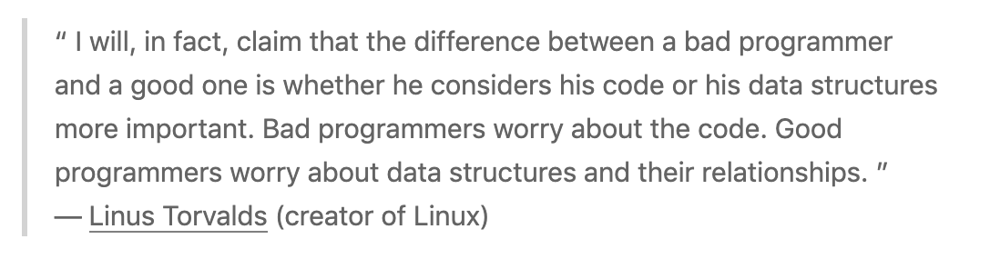 “ I will, in fact, claim that the difference between a bad programmer
and a good one is whether he considers his code or his data structures
more important. Bad programmers worry about the code. Good
programmers worry about data structures and their relationships. ”
— Linus Torvalds (creator of Linux)